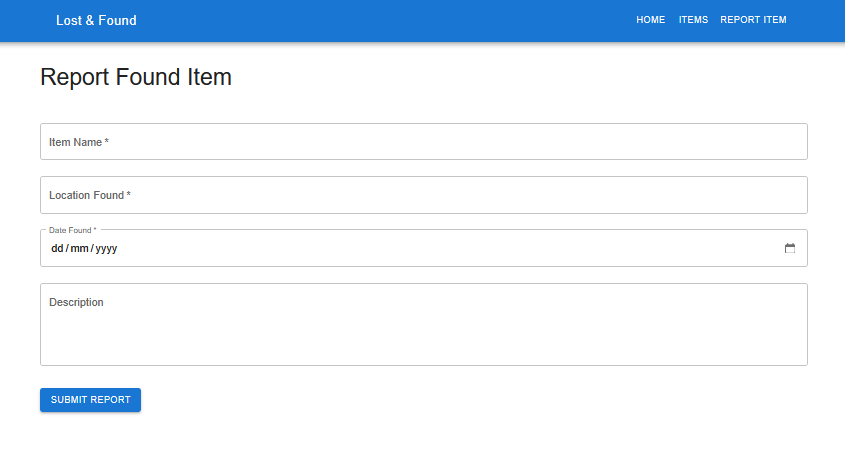 Lost & Found
HOME ITEMS REPORT ITEM
Report Found Item
Item Name *
Location Found *
Date Found *
dd / mm / yyyy
Description
SUBMIT REPORT